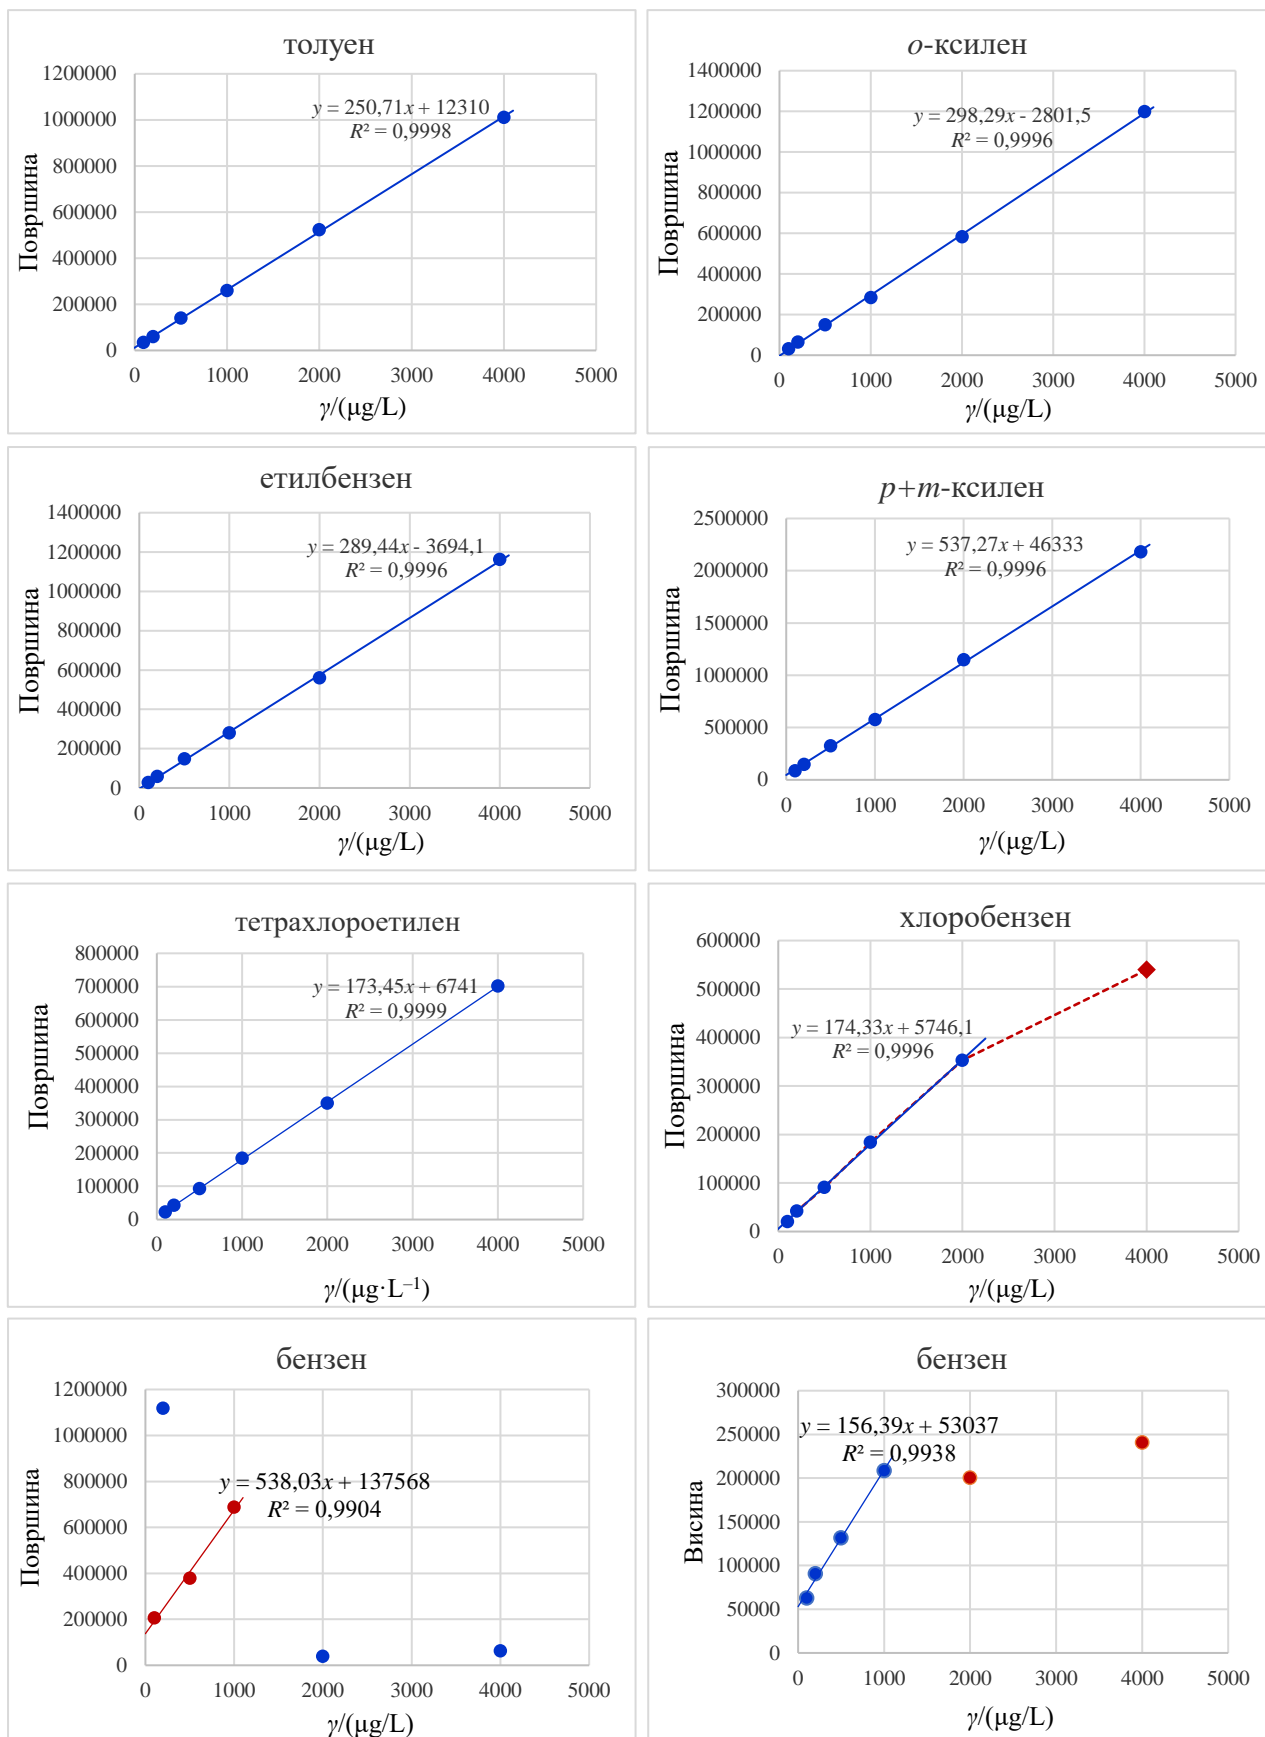 толуен
1200000
1000000
800000
600000
400000
200000
0
0 1000 2000 3000 4000 5000
Површина
γ/(μg/L)
y = 250,71x + 12310
R² = 0,9998
o-ксилен
1400000
1200000
1000000
800000
600000
400000
200000
0
0 1000 2000 3000 4000 5000
Површина
γ/(μg/L)
y = 298,29x - 2801,5
R² = 0,9996
етилбензен
1400000
1200000
1000000
800000
600000
400000
200000
0
0 1000 2000 3000 4000 5000
Површина
γ/(μg/L)
y = 289,44x - 3694,1
R² = 0,9996
p+m-ксилен
2500000
2000000
1500000
1000000
500000
0
0 1000 2000 3000 4000 5000
Површина
γ/(μg/L)
y = 537,27x + 46333
R² = 0,9996
тетрахлороетилен
800000
700000
600000
500000
400000
300000
200000
100000
0
0 1000 2000 3000 4000 5000
Површина
γ/(μg·L⁻¹)
y = 173,45x + 6741
R² = 0,9999
хлоробензен
600000
500000
400000
300000
200000
100000
0
0 1000 2000 3000 4000 5000
Површина
γ/(μg/L)
y = 174,33x + 5746,1
R² = 0,9996
бензен
1200000
1000000
800000
600000
400000
200000
0
0 1000 2000 3000 4000 5000
Површина
γ/(μg/L)
y = 538,03x + 137568
R² = 0,9904
бензен
300000
250000
200000
150000
100000
50000
0
0 1000 2000 3000 4000 5000
Висина
γ/(μg/L)
y = 156,39x + 53037
R² = 0,9938